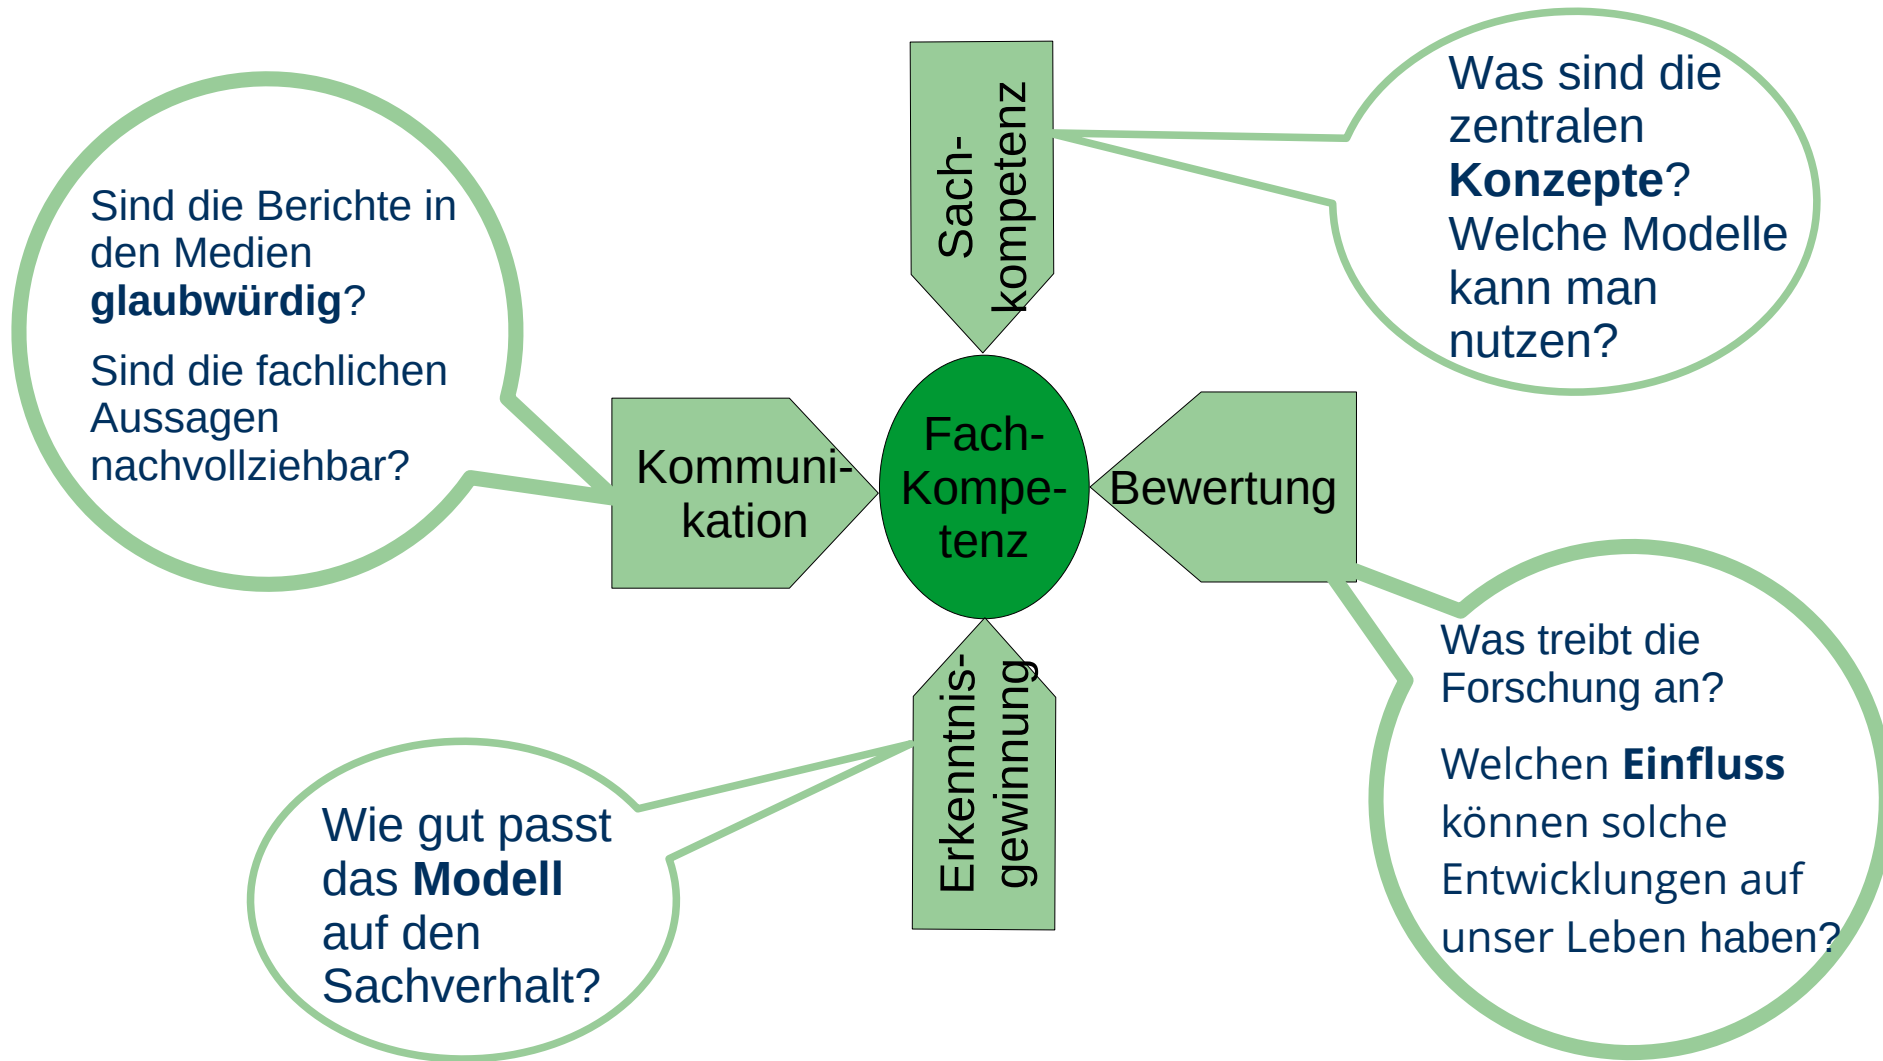 Sach-
kompetenz
Was sind die
zentralen
Konzepte?
Welche Modelle
kann man
nutzen?
Sind die Berichte in
den Medien
glaubwürdig?
Sind die fachlichen
Aussagen
nachvollziehbar?
Kommuni-
kation
Fach-
Kompe-
tenz
Bewertung
Erkenntnis-
gewinnung
Was treibt die
Forschung an?
Welchen Einfluss
können solche
Entwicklungen auf
unser Leben haben?
Wie gut passt
das Modell
auf den
Sachverhalt?